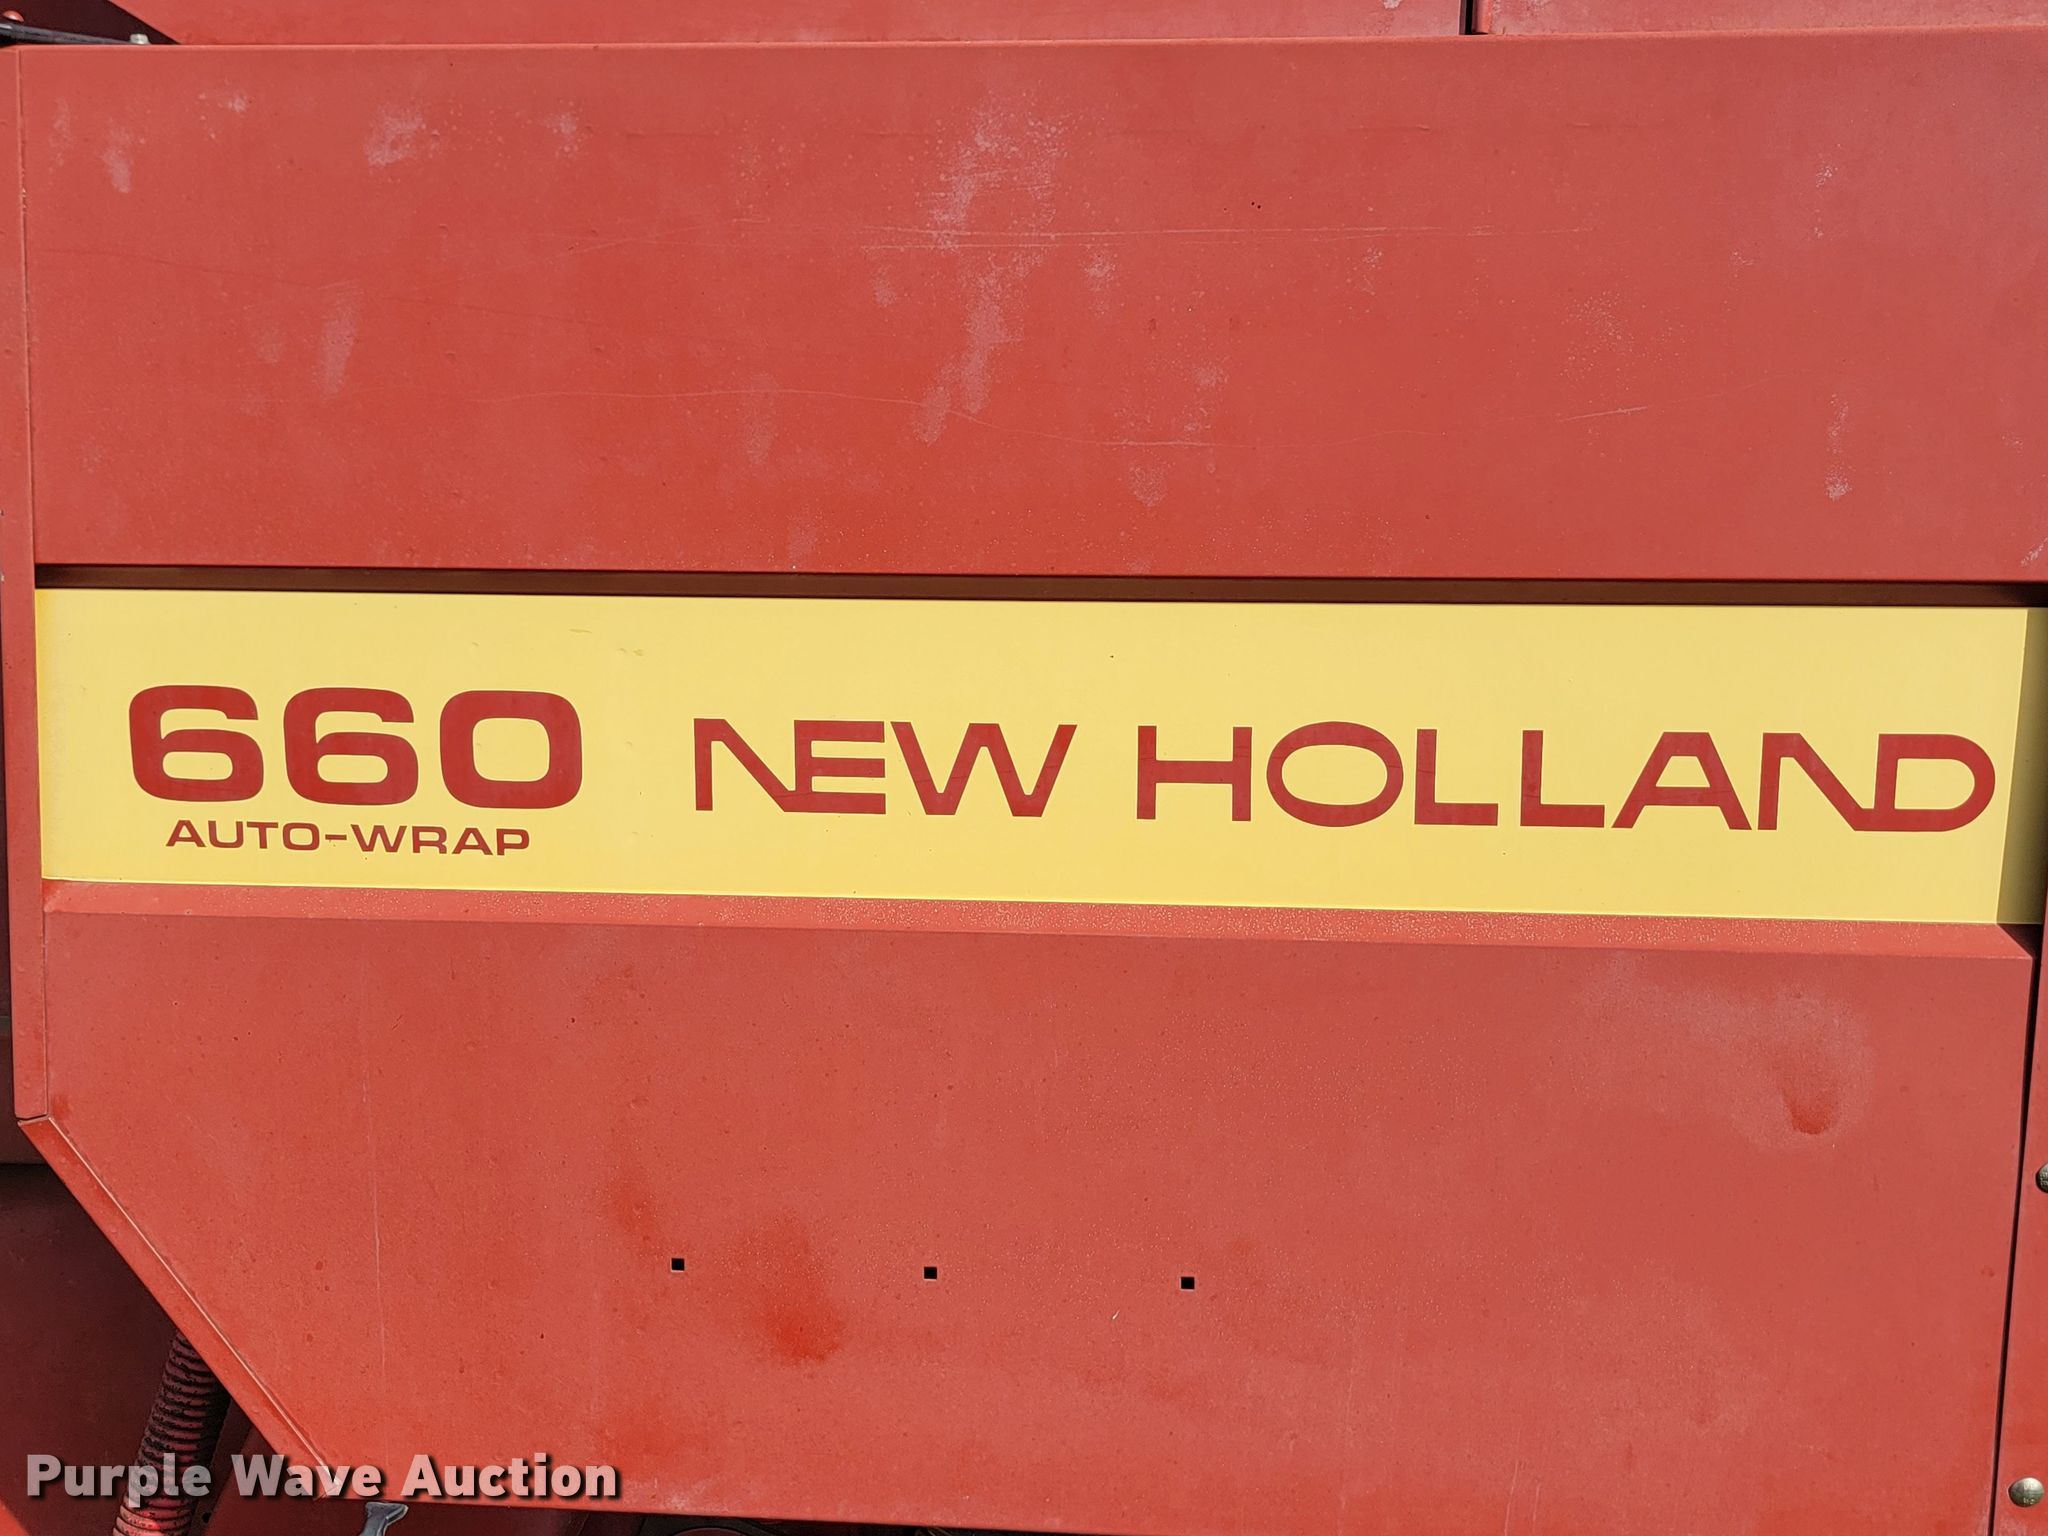 660 NEW HOLLAND
AUTO-WRAP
Purple Wave Auction